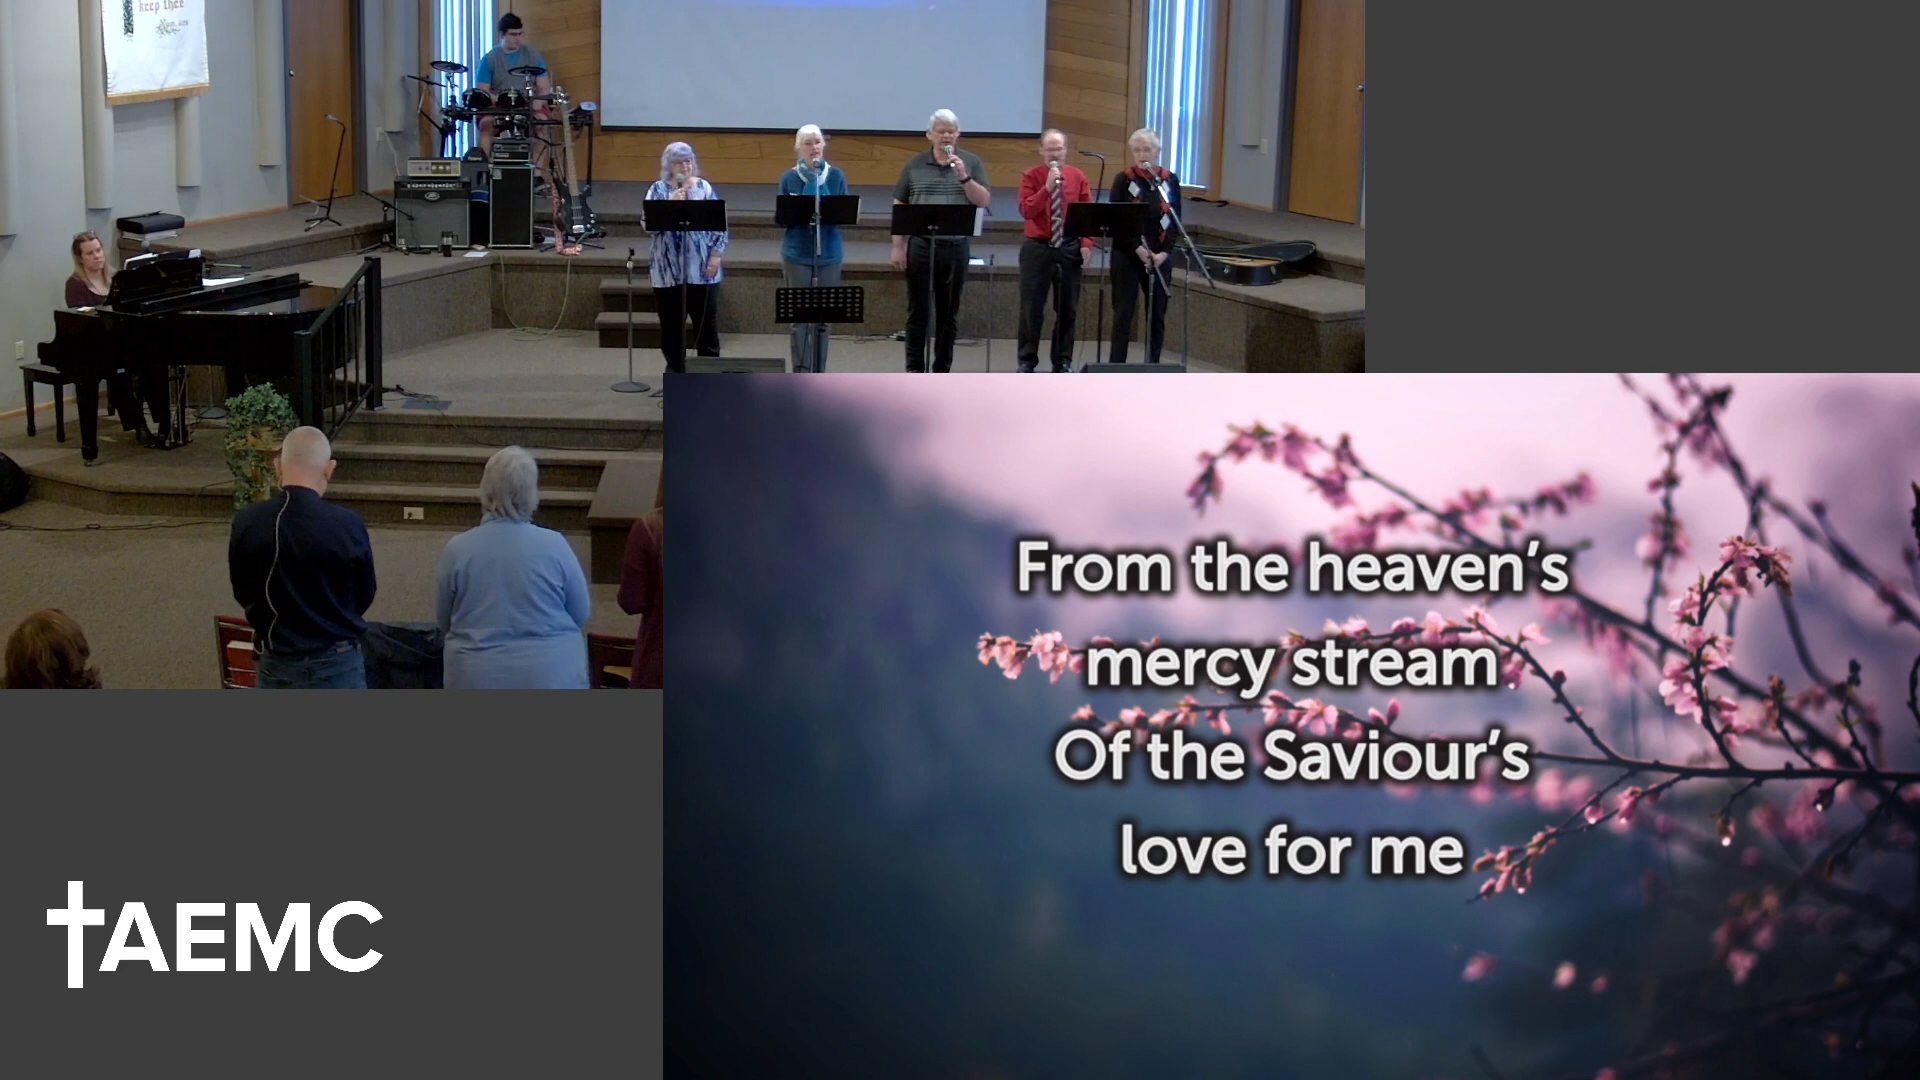 keep thee
From the heaven's
mercy stream
Of the Saviour's
love for me
AEMC